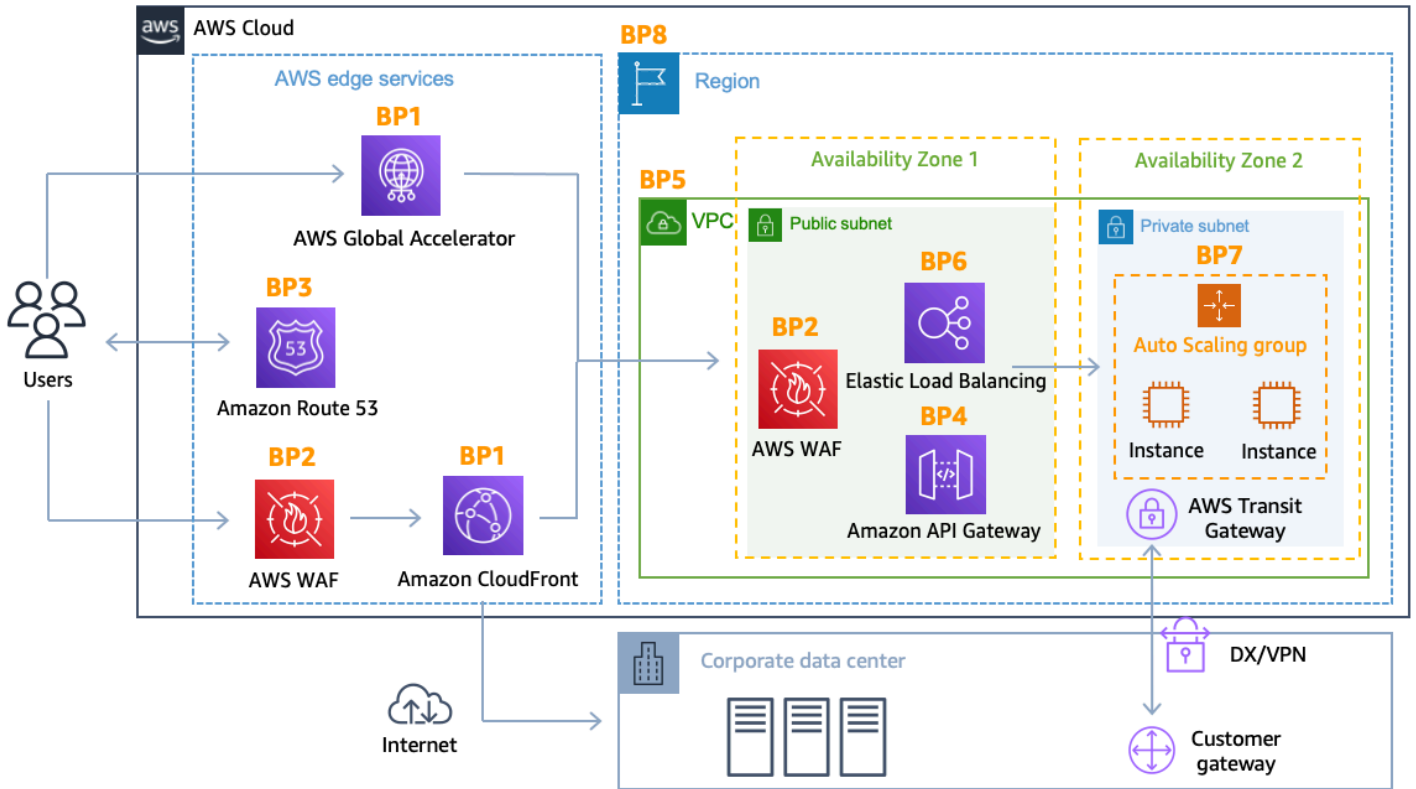 aws
AWS Cloud
AWS edge services
BP1
AWS Global Accelerator
BP3
53
Amazon Route 53
Users
BP2
AWS WAF
BP1
Amazon CloudFront
BP8
Region
BP5
VPC
Availability Zone 1
Public subnet
BP6
Elastic Load Balancing
BP2
AWS WAF
BP4
</>
Amazon API Gateway
Availability Zone 2
Private subnet
BP7
Auto Scaling group
Instance
Instance
AWS Transit
Gateway
DX/VPN
Corporate data center
Internet
Customer
gateway